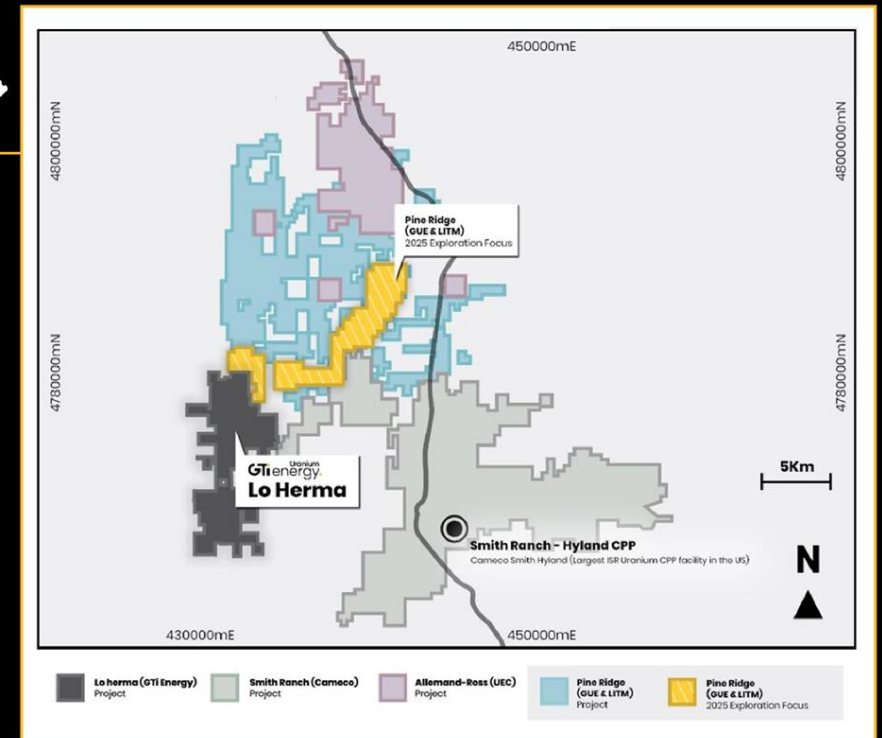 450000mE
4800000mN
4800000mN
Pine Ridge
(GUE & LITM)
2025 Exploration Focus
4780000mN
4780000mN
GTi energy Uranium
Lo Herma
5Km
Smith Ranch - Hyland CPP
Cameco Smith Hyland (Largest ISR Uranium CPP facility in the US)
N
430000mE
450000mE
Lo herma (GTi Energy)
Project
Smith Ranch (Cameco)
Project
Allemand-Ross (UEC)
Project
Pine Ridge
(GUE & LITM)
Project
Pine Ridge
(GUE & LITM)
2025 Exploration Focus